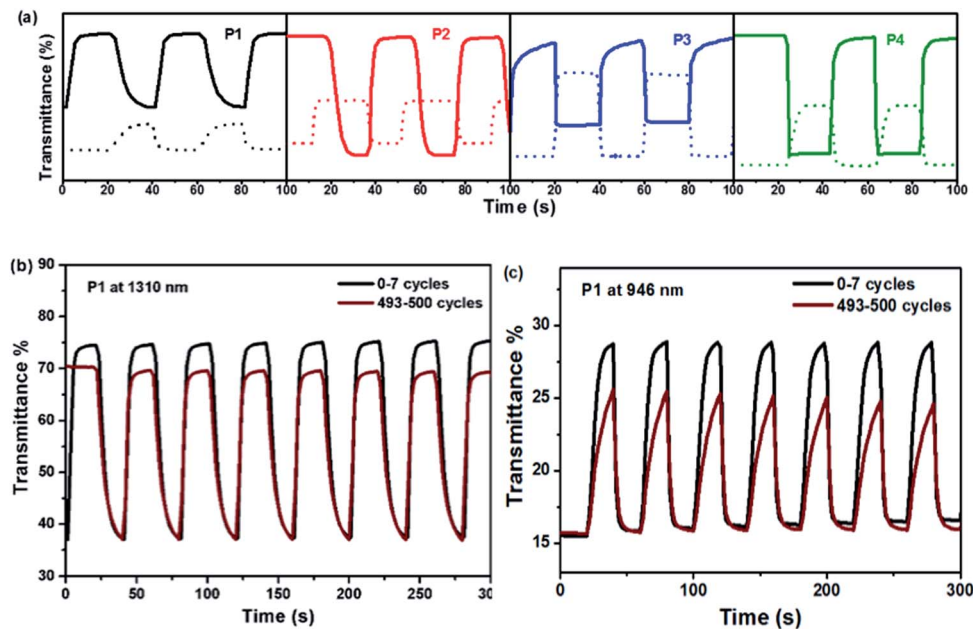 (a)
P1 P2 P3 P4
Transmittance (%)
0 20 40 60 80 100 20 40 60 80 100 20 40 60 80 100 20 40 60 80 100
Time (s)
(b)
90
80
70
60
50
40
30
Transmittance %
P1 at 1310 nm
0-7 cycles
493-500 cycles
0 50 100 150 200 250 300
Time (s)
(c)
30
25
20
15
Transmittance %
P1 at 946 nm
0-7 cycles
493-500 cycles
0 100 200 300
Time (s)